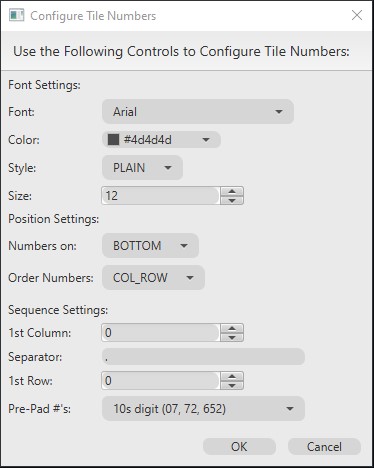 Configure Tile Numbers
Use the Following Controls to Configure Tile Numbers:
Font Settings:
Font: Arial
Color: #4d4d4d
Style: PLAIN
Size: 12
Position Settings:
Numbers on: BOTTOM
Order Numbers: COL_ROW
Sequence Settings:
1st Column: 0
Separator: ,
1st Row: 0
Pre-Pad #'s: 10s digit (07, 72, 652)
OK Cancel